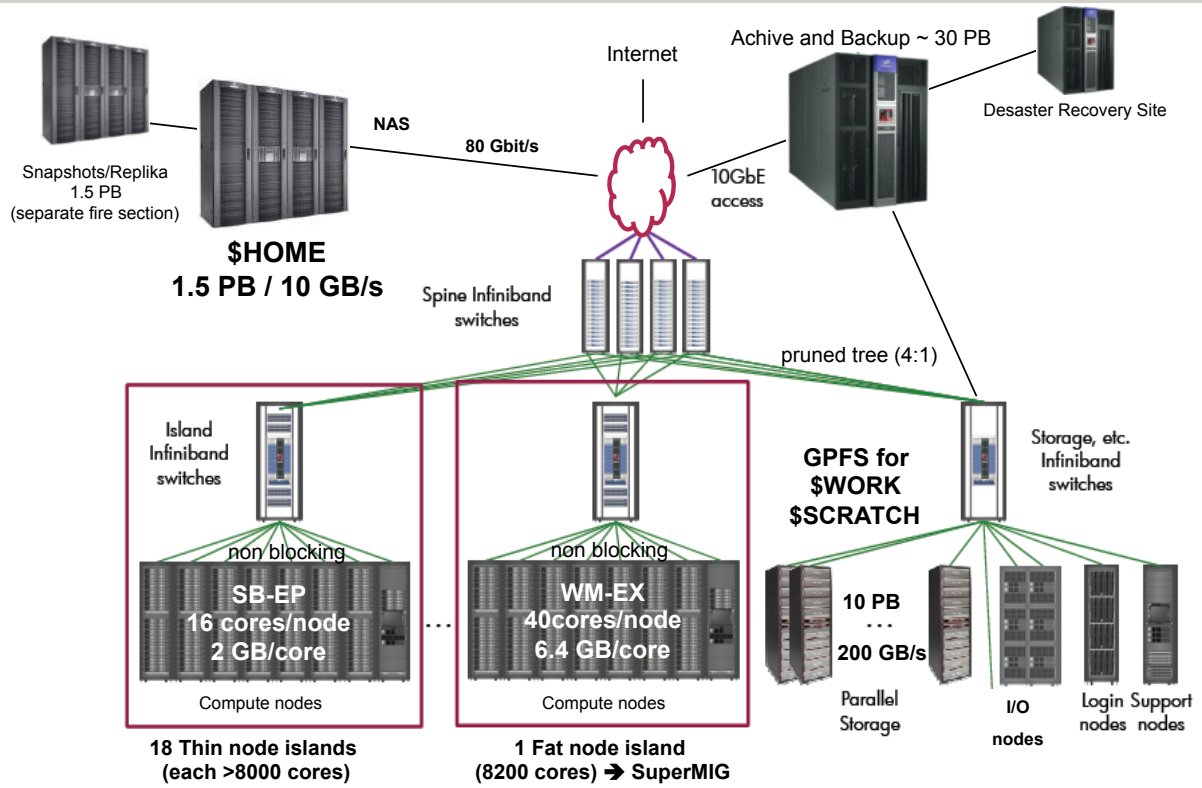 Internet
Achive and Backup ~ 30 PB
Desaster Recovery Site
NAS
80 Gbit/s
10GbE
access
Snapshots/Replika
1.5 PB
(separate fire section)
$HOME
1.5 PB / 10 GB/s
Spine Infiniband
switches
pruned tree (4:1)
Island
Infiniband
switches
GPFS for
$WORK
$SCRATCH
Storage, etc.
Infiniband
switches
non blocking
SB-EP
16 cores/node
2 GB/core
...
non blocking
WM-EX
40cores/node
6.4 GB/core
10 PB
...
200 GB/s
Compute nodes
Compute nodes
Parallel
Storage
I/O
nodes
Login
nodes
Support
nodes
18 Thin node islands
(each >8000 cores)
1 Fat node island
(8200 cores) ➔ SuperMIG